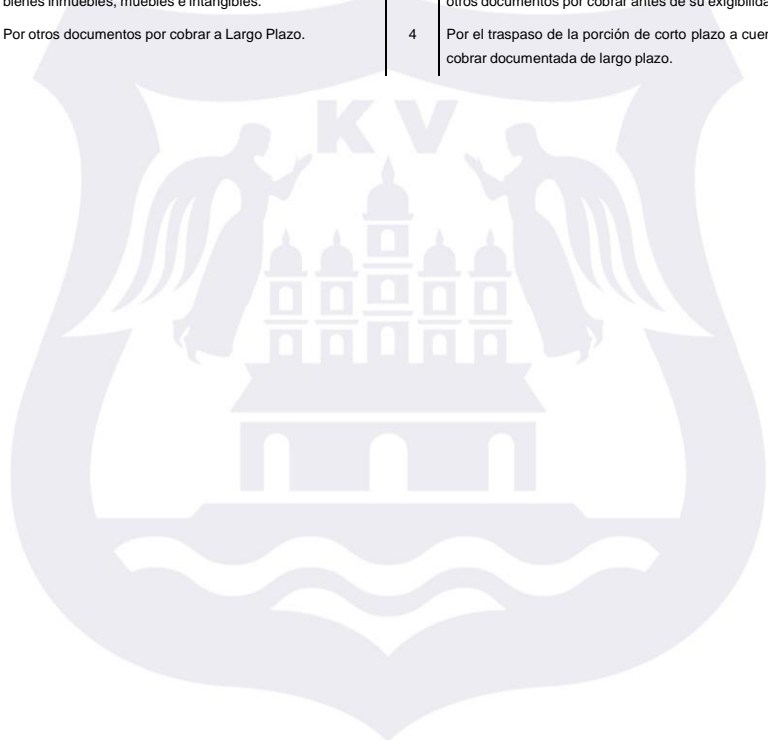 bienes inmuebles, muebles e intangibles.
otros documentos por cobrar antes de su
Por otros documentos por cobrar a Largo Plazo.
4
Por el traspaso de la porción de corto plazo a
cobrar documentada de largo plazo.
KV